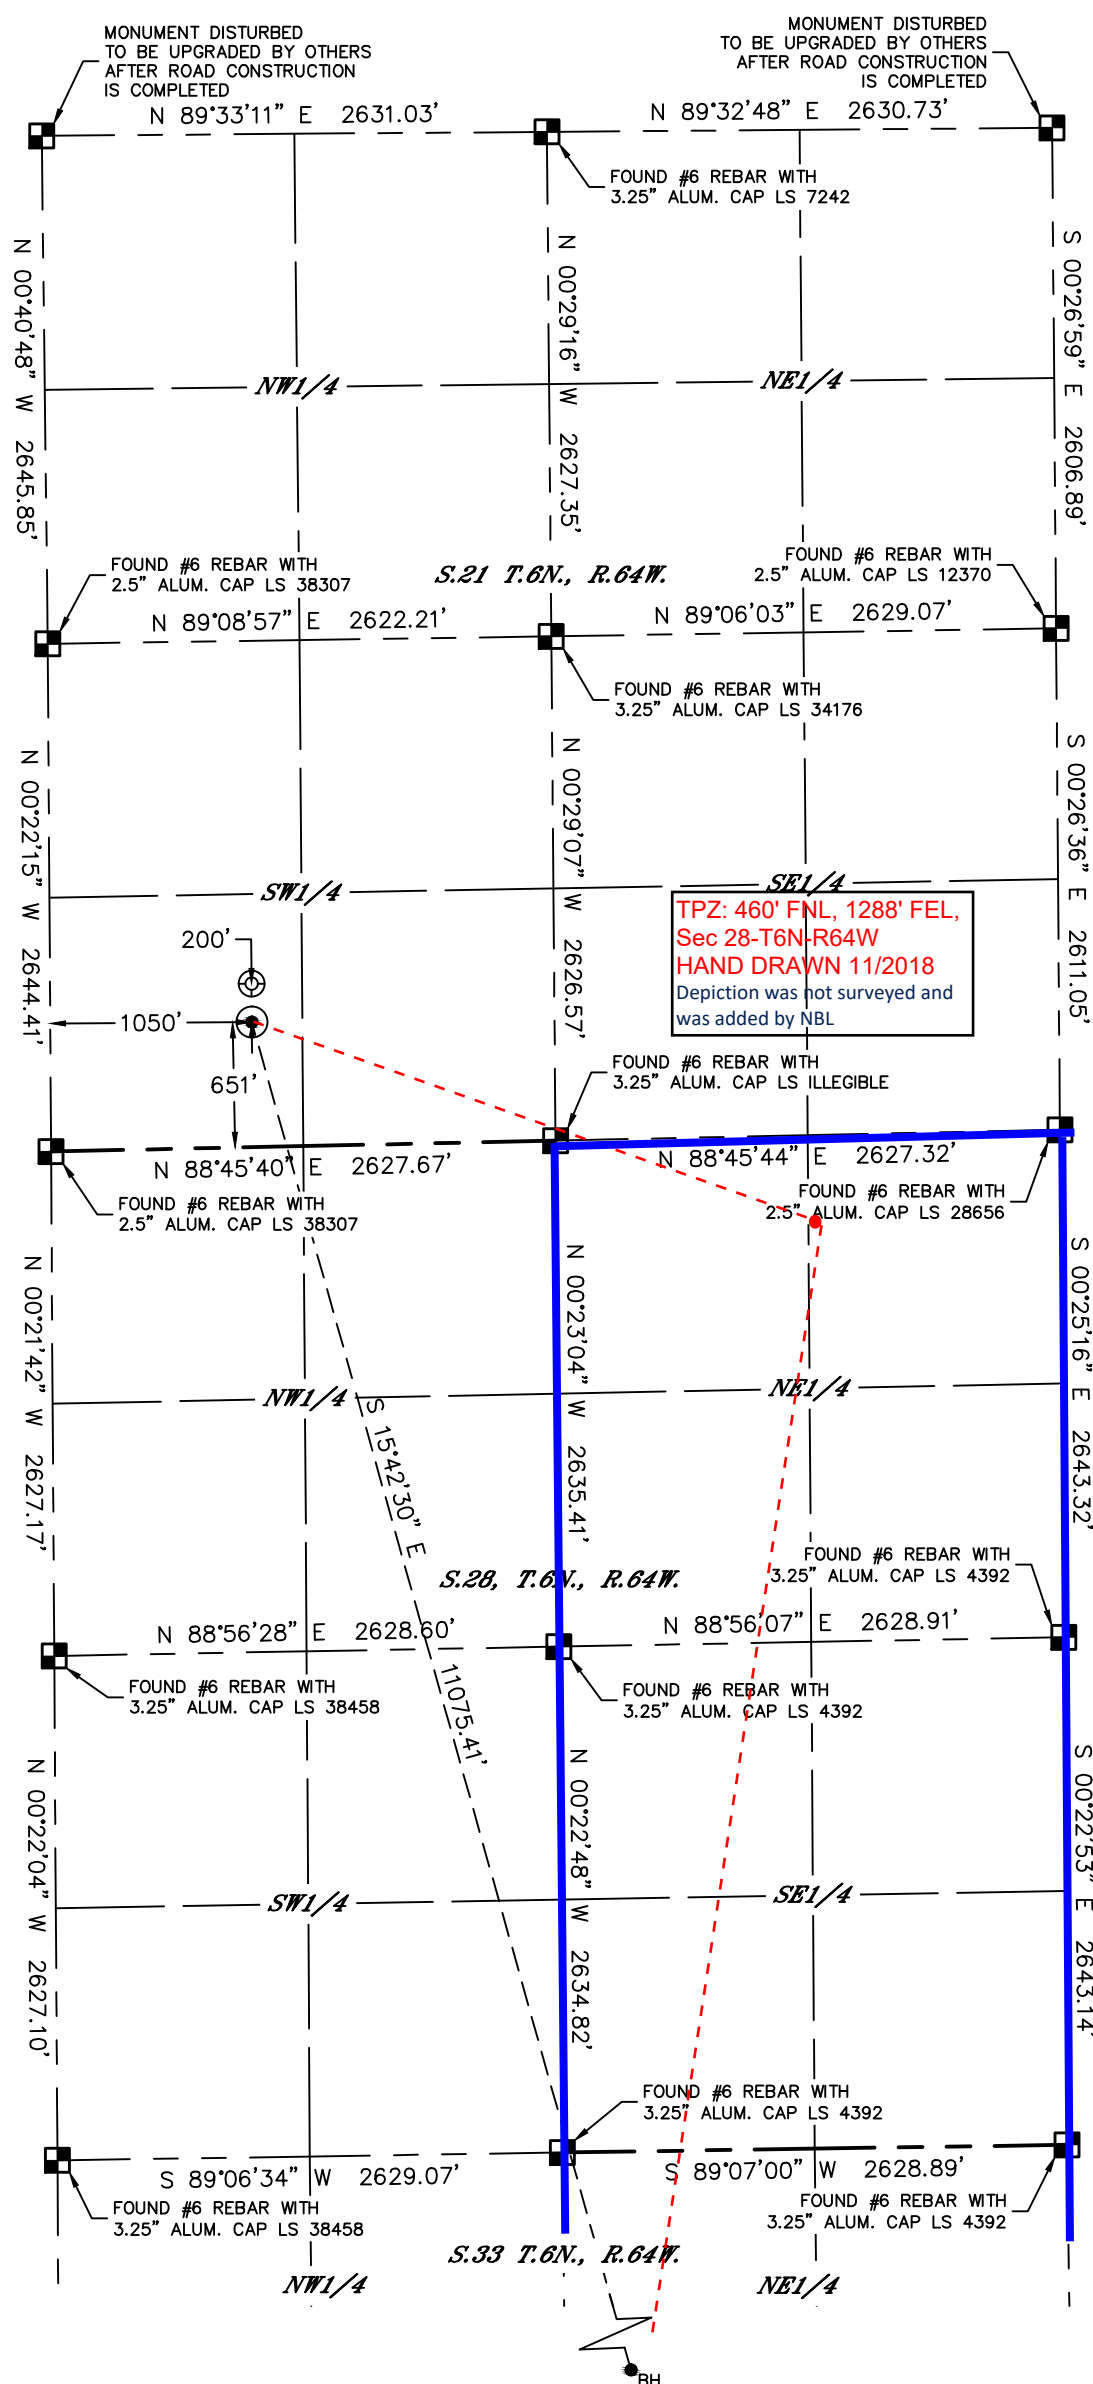 MONUMENT DISTURBED
TO BE UPGRADED BY OTHERS
AFTER ROAD CONSTRUCTION
IS COMPLETED
MONUMENT DISTURBED
TO BE UPGRADED BY OTHERS
AFTER ROAD CONSTRUCTION
IS COMPLETED
N 89°33'11" E 2631.03'
N 89°32'48" E 2630.73'
FOUND #6 REBAR WITH
3.25" ALUM. CAP LS 7242
N 00°40'48" W 2645.85'
N 00°29'16" W 2627.35'
S 00°26'59" E 2606.89'
NW1/4
NE1/4
FOUND #6 REBAR WITH
2.5" ALUM. CAP LS 38307
S.21 T.6N., R.64W.
FOUND #6 REBAR WITH
2.5" ALUM. CAP LS 12370
N 89°08'57" E 2622.21'
N 89°06'03" E 2629.07'
FOUND #6 REBAR WITH
3.25" ALUM. CAP LS 34176
N 00°22'15" W 2644.41'
N 00°29'07" W 2626.57'
S 00°26'36" E 2611.05'
SW1/4
SE1/4
TPZ: 460' FNL, 1288' FEL,
Sec 28-T6N-R64W
HAND DRAWN 11/2018
Depiction was not surveyed and
was added by NBL
200'
1050'
651'
FOUND #6 REBAR WITH
3.25" ALUM. CAP LS ILLEGIBLE
N 88°45'40" E 2627.67'
N 88°45'44" E 2627.32'
FOUND #6 REBAR WITH
2.5" ALUM. CAP LS 38307
FOUND #6 REBAR WITH
2.5" ALUM. CAP LS 28656
N 00°21'42" W 2627.17'
N 00°23'04" W 2635.41'
S 00°25'16" E 2643.32'
NW1/4
NE1/4
S 15°42'30" E 11075.41'
FOUND #6 REBAR WITH
3.25" ALUM. CAP LS 4392
S.28, T.6N., R.64W.
N 88°56'28" E 2628.60'
N 88°56'07" E 2628.91'
FOUND #6 REBAR WITH
3.25" ALUM. CAP LS 38458
FOUND #6 REBAR WITH
3.25" ALUM. CAP LS 4392
N 00°22'04" W 2627.10'
N 00°22'48" W 2634.82'
S 00°22'53" E 2643.14'
SW1/4
SE1/4
FOUND #6 REBAR WITH
3.25" ALUM. CAP LS 4392
S 89°06'34" W 2629.07'
S 89°07'00" W 2628.89'
FOUND #6 REBAR WITH
3.25" ALUM. CAP LS 38458
FOUND #6 REBAR WITH
3.25" ALUM. CAP LS 4392
S.33 T.6N., R.64W.
NW1/4
NE1/4
BH